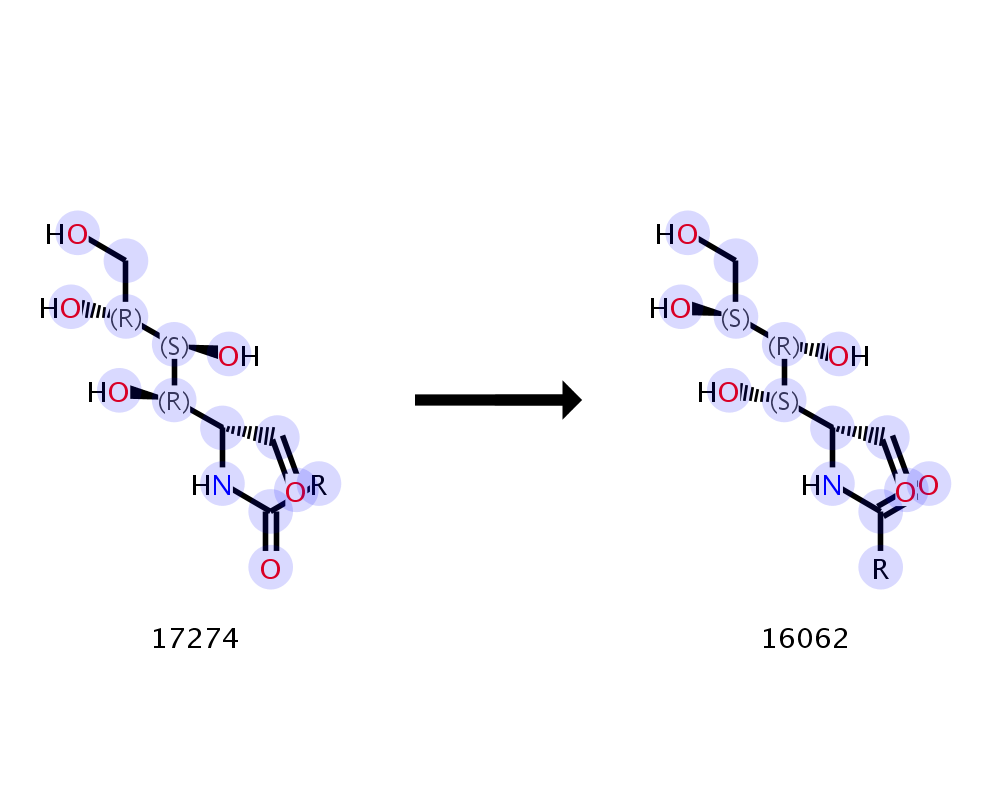 HO HO
HO (R) HO (S)
(S) OH (R) OH
HO (R) HO (S)
HN O R HN O O
O R
17274 16062